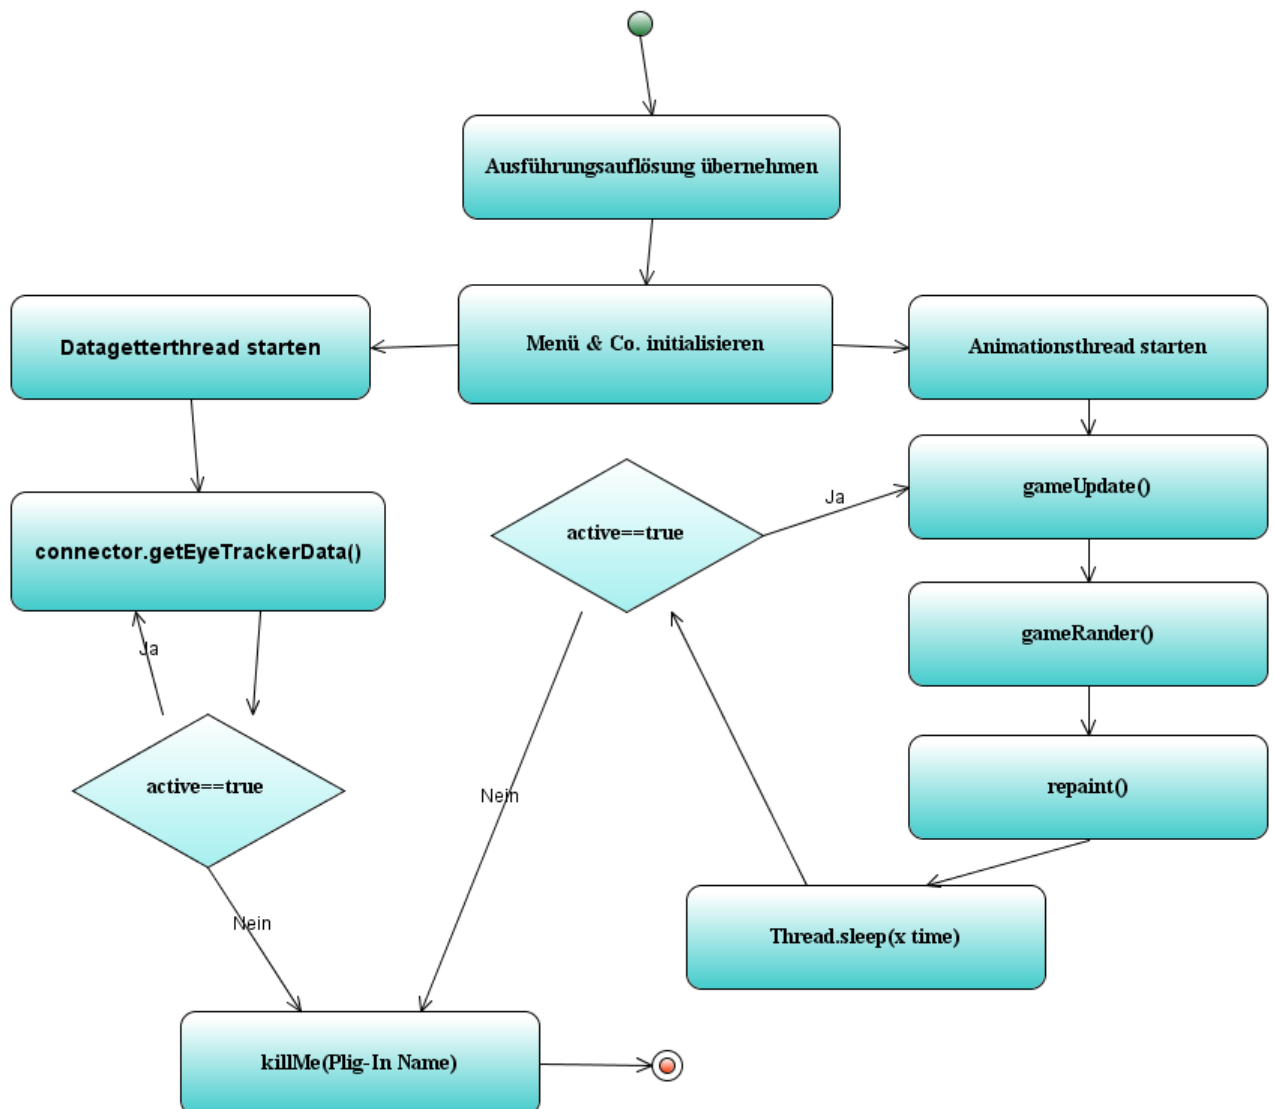 Ausführungsauflösung übernehmen
Datagetterthread starten
Menü & Co. initialisieren
Animationsthread starten
connector.getEyeTrackerData()
active==true
Ja
gameUpdate()
Ja
gameRander()
active==true
Nein
repaint()
Nein
Thread.sleep(x time)
killMe(Plig-In Name)